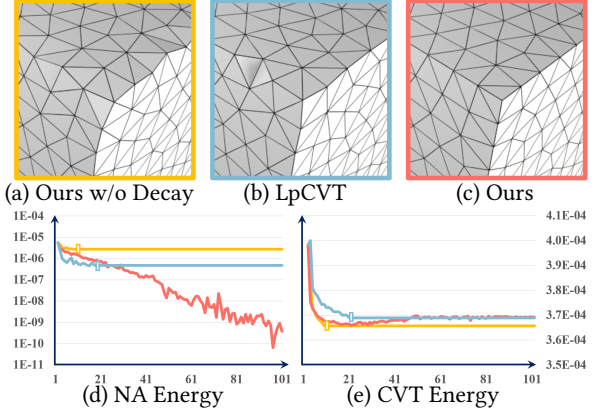 (a) Ours w/o Decay
(b) LpCVT
(c) Ours
1E-04
1E-05
1E-06
1E-07
1E-08
1E-09
1E-10
1E-11
1 21 41 61 81 101
(d) NA Energy
4.1E-04
4.0E-04
3.9E-04
3.8E-04
3.7E-04
3.6E-04
3.5E-04
1 21 41 61 81 101
(e) CVT Energy